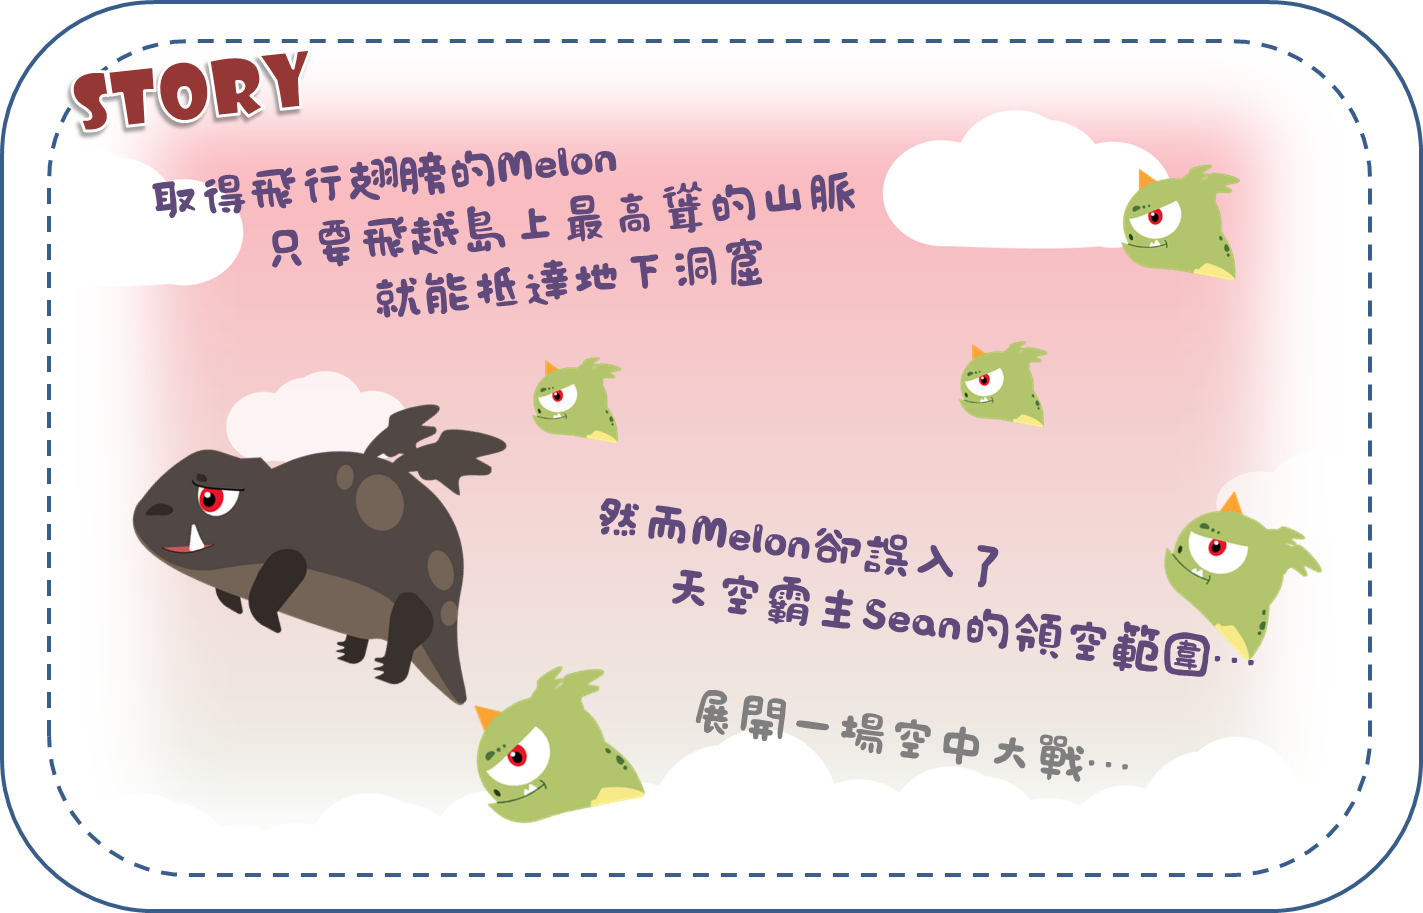 STORY
取得飛行翅膀的Melon
只要飛越島上最高聳的山脈
就能抵達地下洞窟
然而Melon卻誤入了
天空霸主Sean的領空範圍…
展開一場空中大戰…